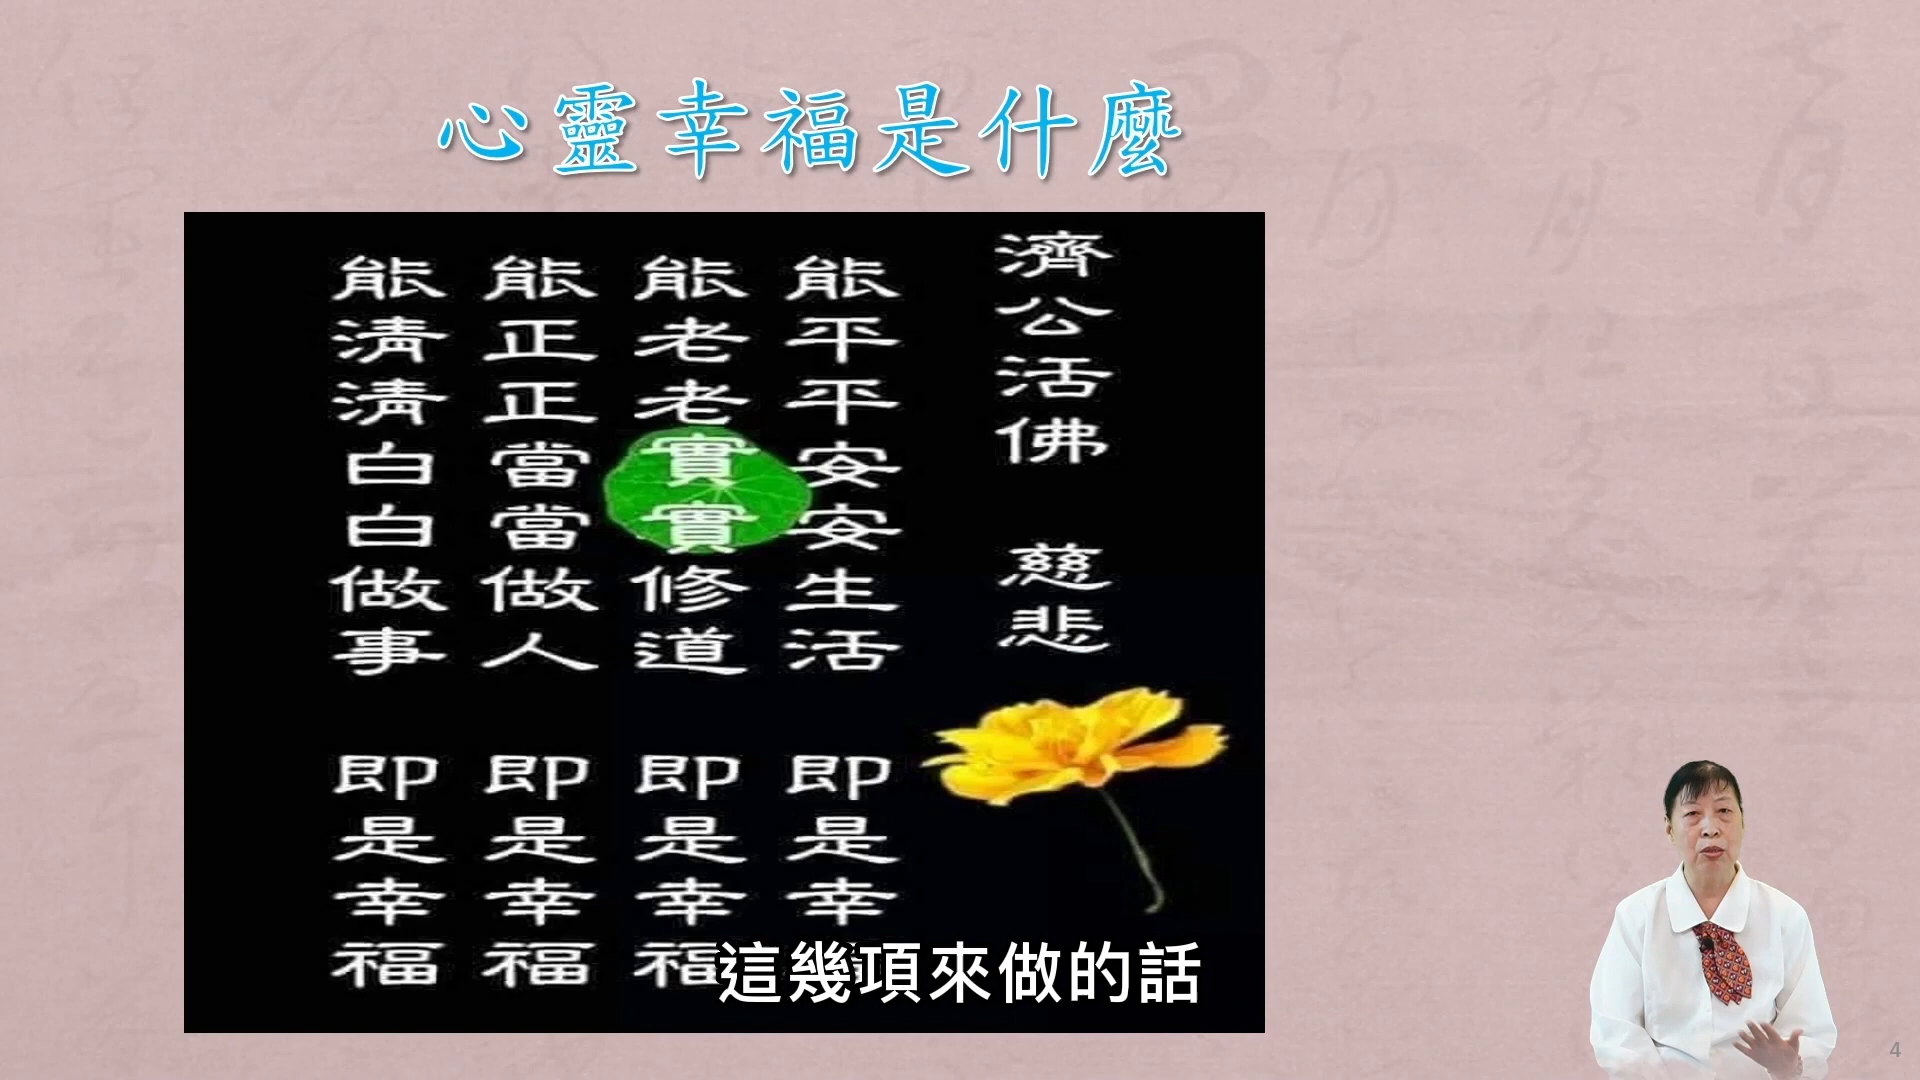 心靈幸福是什麼
濟公活佛 慈悲
能平平安安生活 即是幸
能老老實實修道 即是幸福
能正正當當做人 即是幸福
能清清白白做事 即是幸福
這幾項來做的話
4